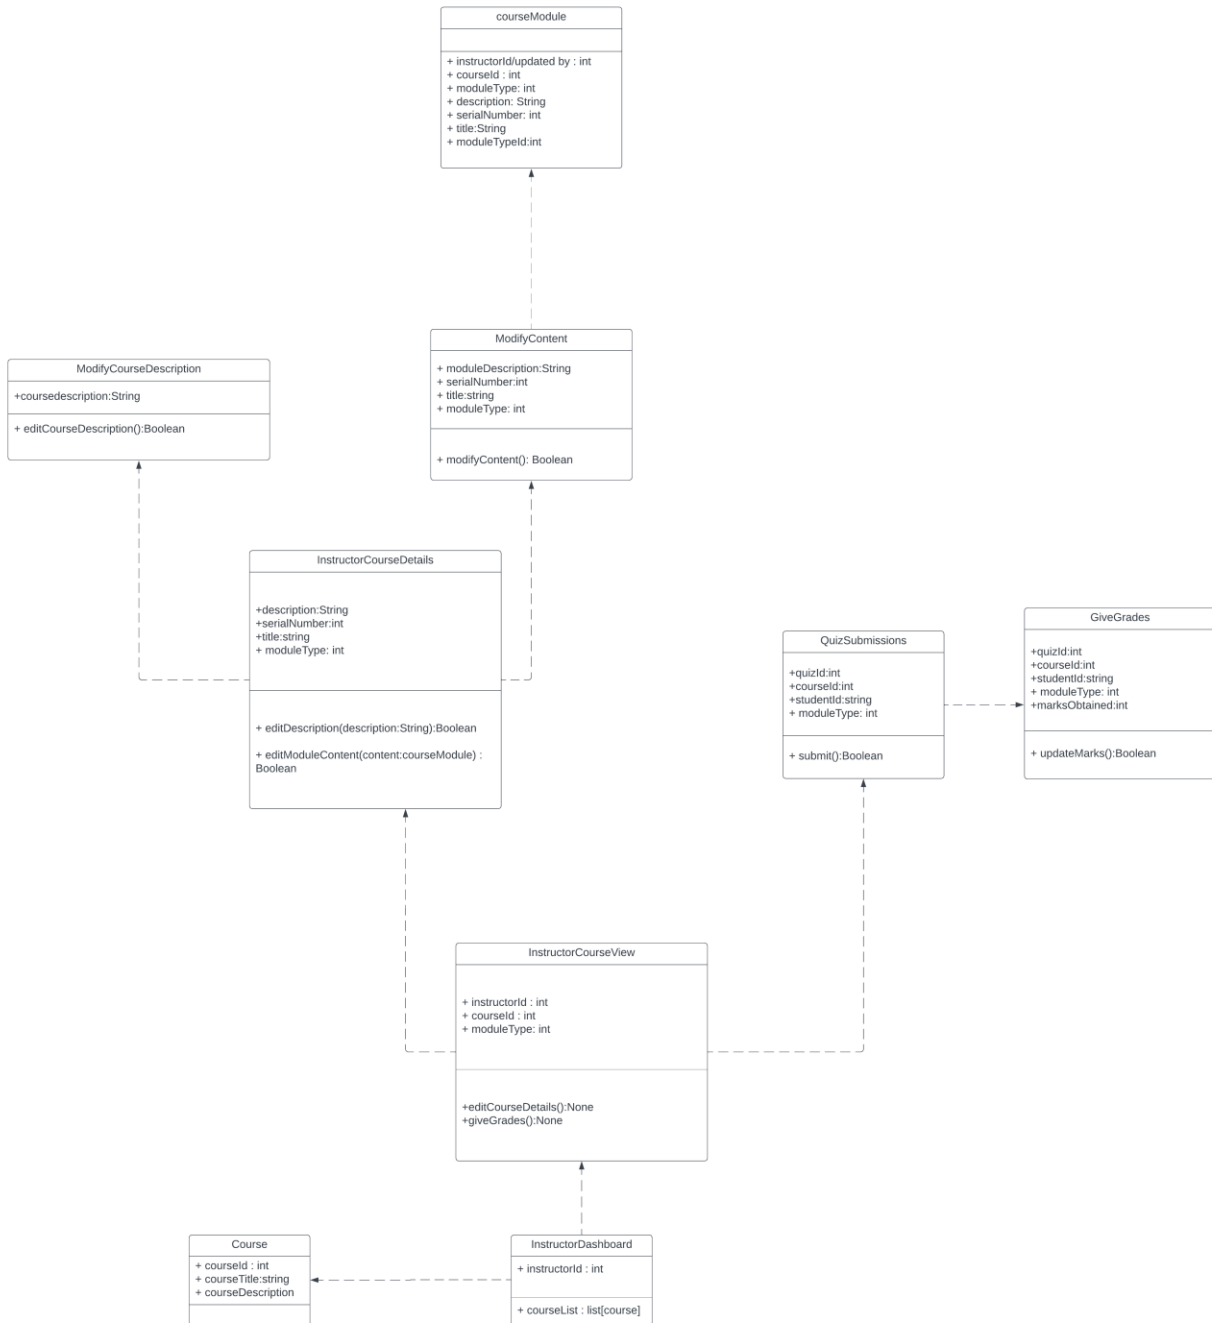 courseModule
+ instructorId/updated by : int
+ courseId : int
+ moduleType: int
+ description: String
+ serialNumber: int
+ title:String
+ moduleTypeId:int
ModifyContent
+ moduleDescription:String
+ serialNumber:int
+ title:string
+ moduleType: int
+ modifyContent(): Boolean
ModifyCourseDescription
+coursedescription:String
+ editCourseDescription():Boolean
InstructorCourseDetails
+description:String
+serialNumber:int
+title:string
+ moduleType: int
+ editDescription(description:String):Boolean
+ editModuleContent(content:courseModule) :
Boolean
QuizSubmissions
+quizId:int
+courseId:int
+studentId:string
+ moduleType: int
+ submit():Boolean
GiveGrades
+quizId:int
+courseId:int
+studentId:string
+ moduleType: int
+marksObtained:int
+ updateMarks():Boolean
InstructorCourseView
+ instructorId : int
+ courseId : int
+ moduleType: int
+editCourseDetails():None
+giveGrades():None
Course
+ courseId : int
+ courseTitle:string
+ courseDescription
InstructorDashboard
+ instructorId : int
+ courseList : list[course]